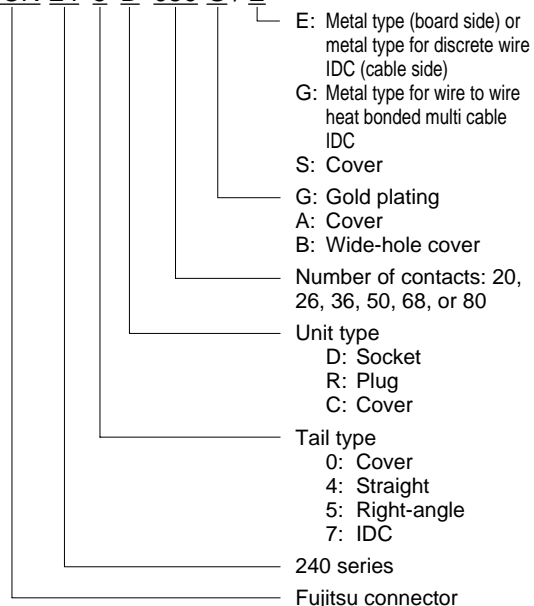 E: Metal type (board side) or
metal type for discrete wire
IDC (cable side)
G: Metal type for wire to wire
heat bonded multi cable
IDC
S: Cover
G: Gold plating
A: Cover
B: Wide-hole cover
Number of contacts: 20,
26, 36, 50, 68, or 80
Unit type
D: Socket
R: Plug
C: Cover
Tail type
0: Cover
4: Straight
5: Right-angle
7: IDC
240 series
Fujitsu connector